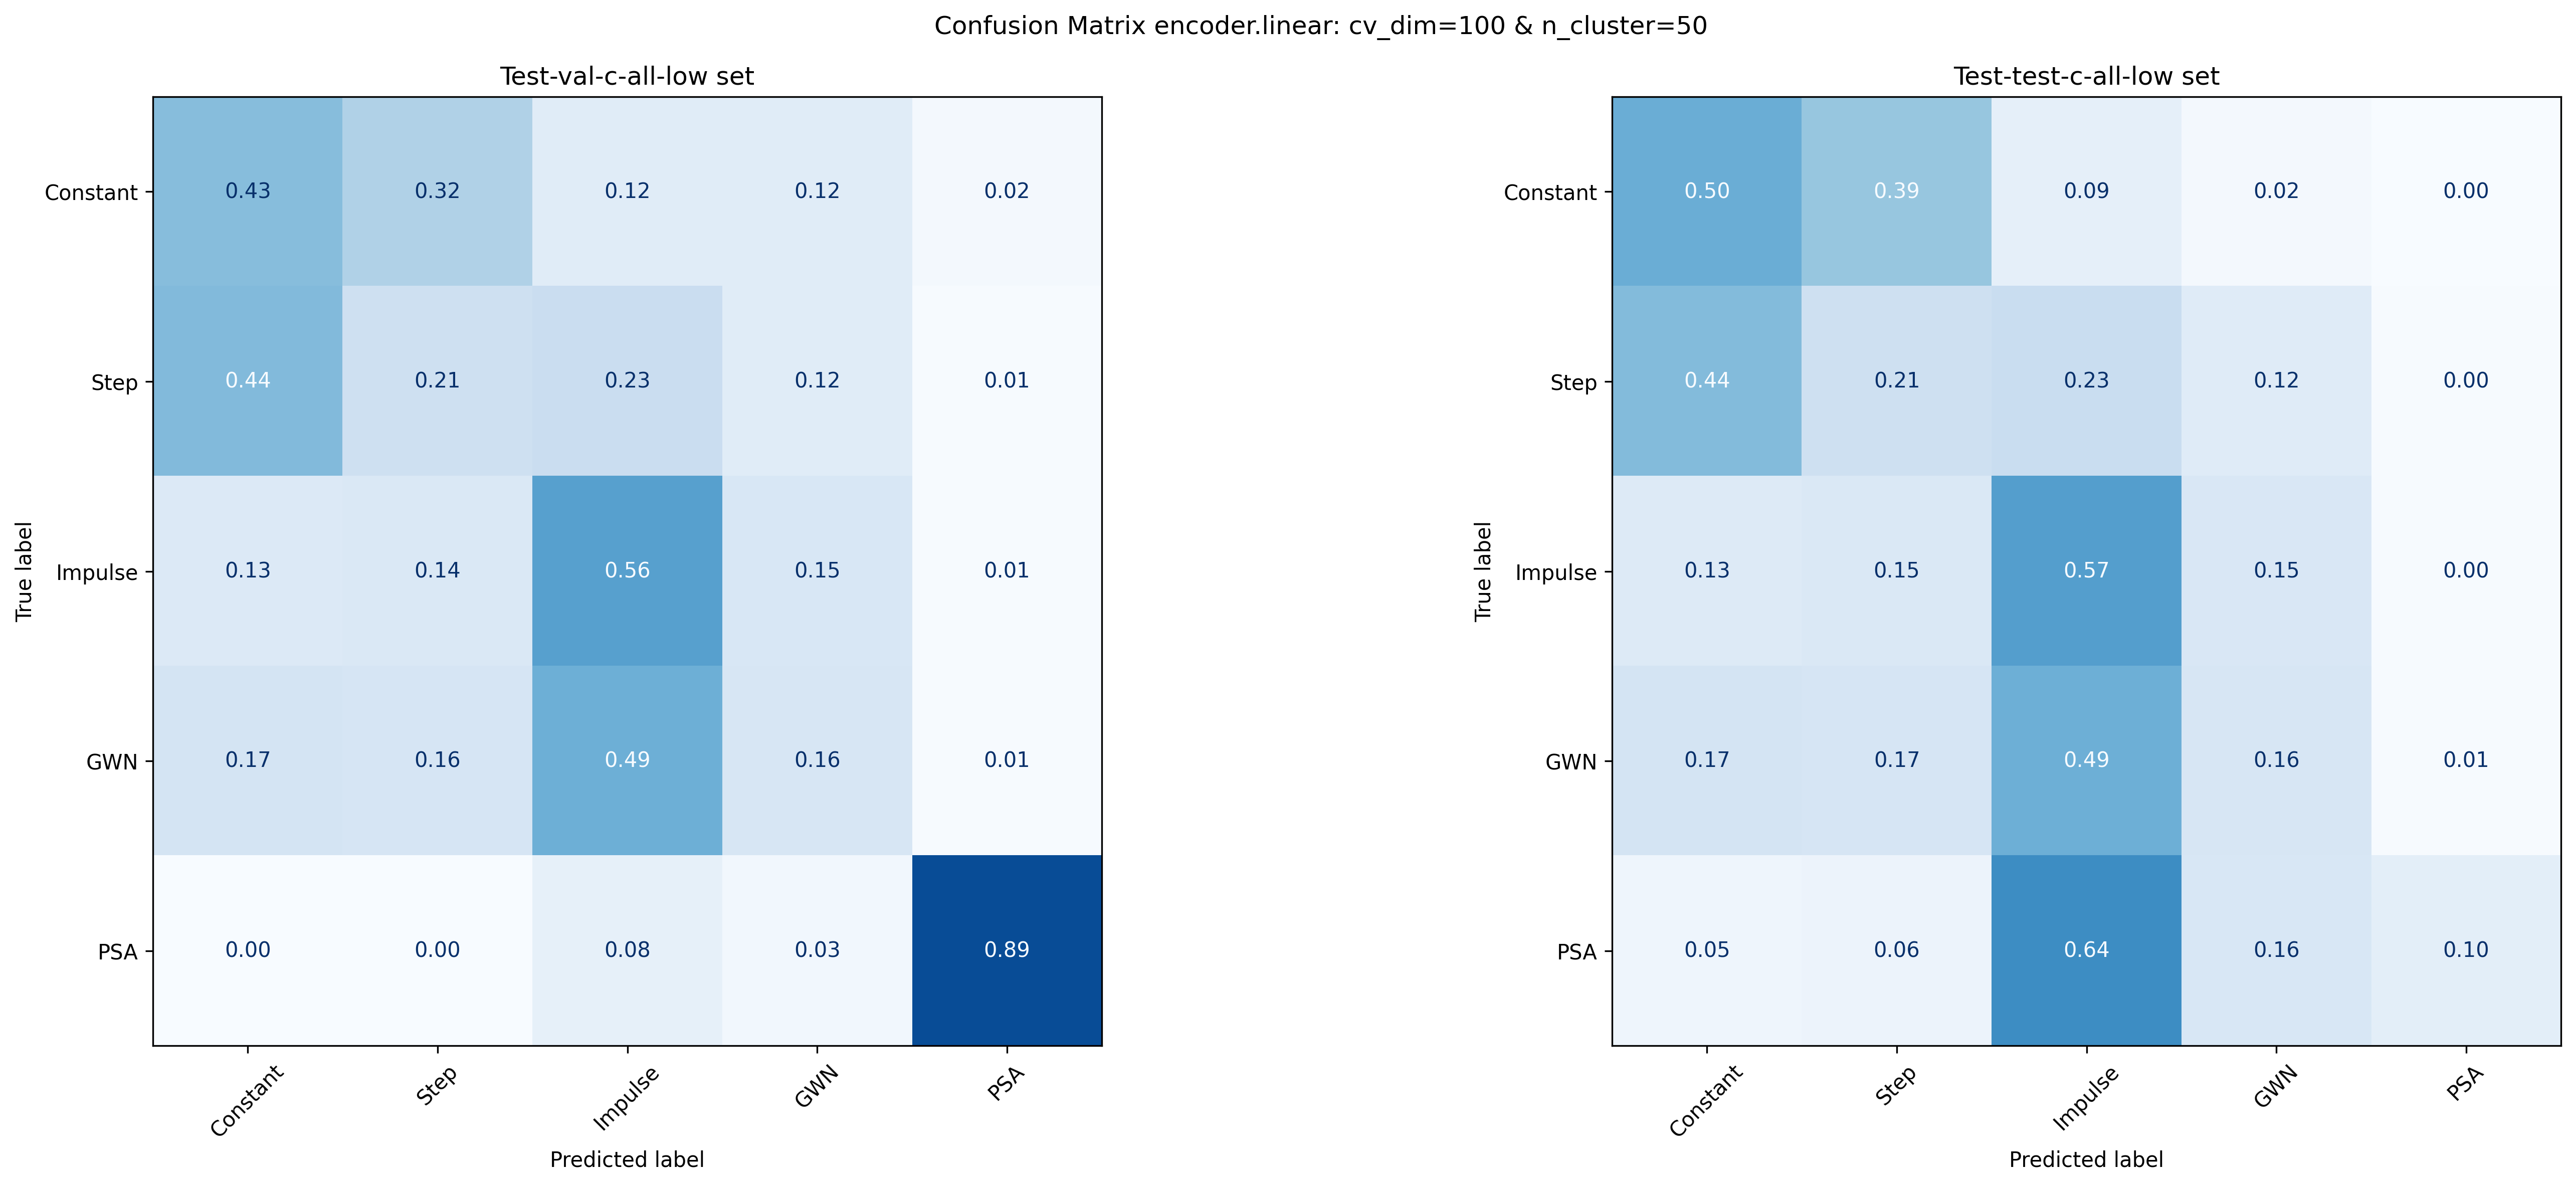 Confusion Matrix encoder.linear: cv_dim=100 & n_cluster=50
Test-val-c-all-low set
True label
Constant 0.43 0.32 0.12 0.12 0.02
Step 0.44 0.21 0.23 0.12 0.01
Impulse 0.13 0.14 0.56 0.15 0.01
GWN 0.17 0.16 0.49 0.16 0.01
PSA 0.00 0.00 0.08 0.03 0.89
Constant Step Impulse GWN PSA
Predicted label
Test-test-c-all-low set
True label
Constant 0.50 0.39 0.09 0.02 0.00
Step 0.44 0.21 0.23 0.12 0.00
Impulse 0.13 0.15 0.57 0.15 0.00
GWN 0.17 0.17 0.49 0.16 0.01
PSA 0.05 0.06 0.64 0.16 0.10
Constant Step Impulse GWN PSA
Predicted label